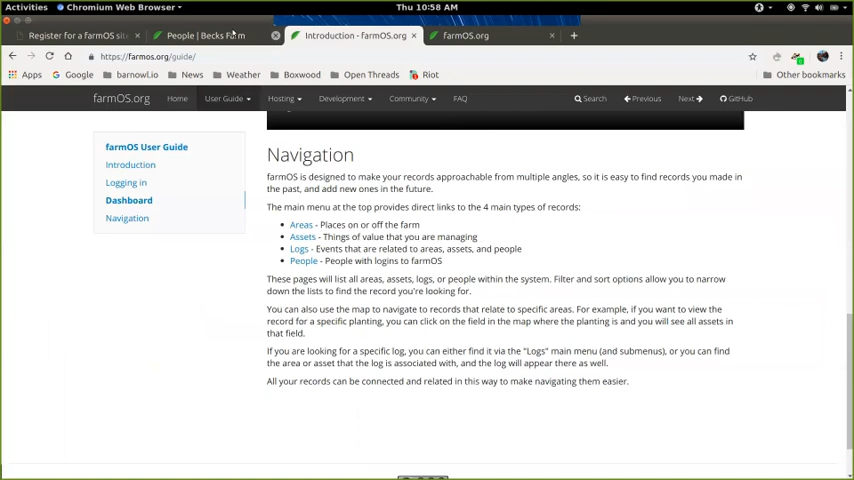 Activities Chromium Web Browser Thu 10:58 AM
Register for a farmOS site People | Becks Farm Introduction - farmOS.org farmOS.org
https://farmos.org/guide/
Apps Google barnowl.io News Weather Boxwood Open Threads Riot Other bookmarks
farmOS.org Home User Guide Hosting Development Community FAQ Search Previous Next GitHub
farmOS User Guide
Introduction
Logging in
Dashboard
Navigation
Navigation
farmOS is designed to make your records approachable from multiple angles, so it is easy to find records you made in
the past, and add new ones in the future.
The main menu at the top provides direct links to the 4 main types of records:
Areas - Places on or off the farm
Assets - Things of value that you are managing
Logs - Events that are related to areas, assets, and people
People - People with logins to farmOS
These pages will list all areas, assets, logs, or people within the system. Filter and sort options allow you to narrow
down the lists to find the record you're looking for.
You can also use the map to navigate to records that relate to specific areas. For example, if you want to view the
record for a specific planting, you can click on the field in the map where the planting is and you will see all assets in
that field.
If you are looking for a specific log, you can either find it via the "Logs" main menu (and submenus), or you can find
the area or asset that the log is associated with, and the log will appear there as well.
All your records can be connected and related in this way to make navigating them easier.